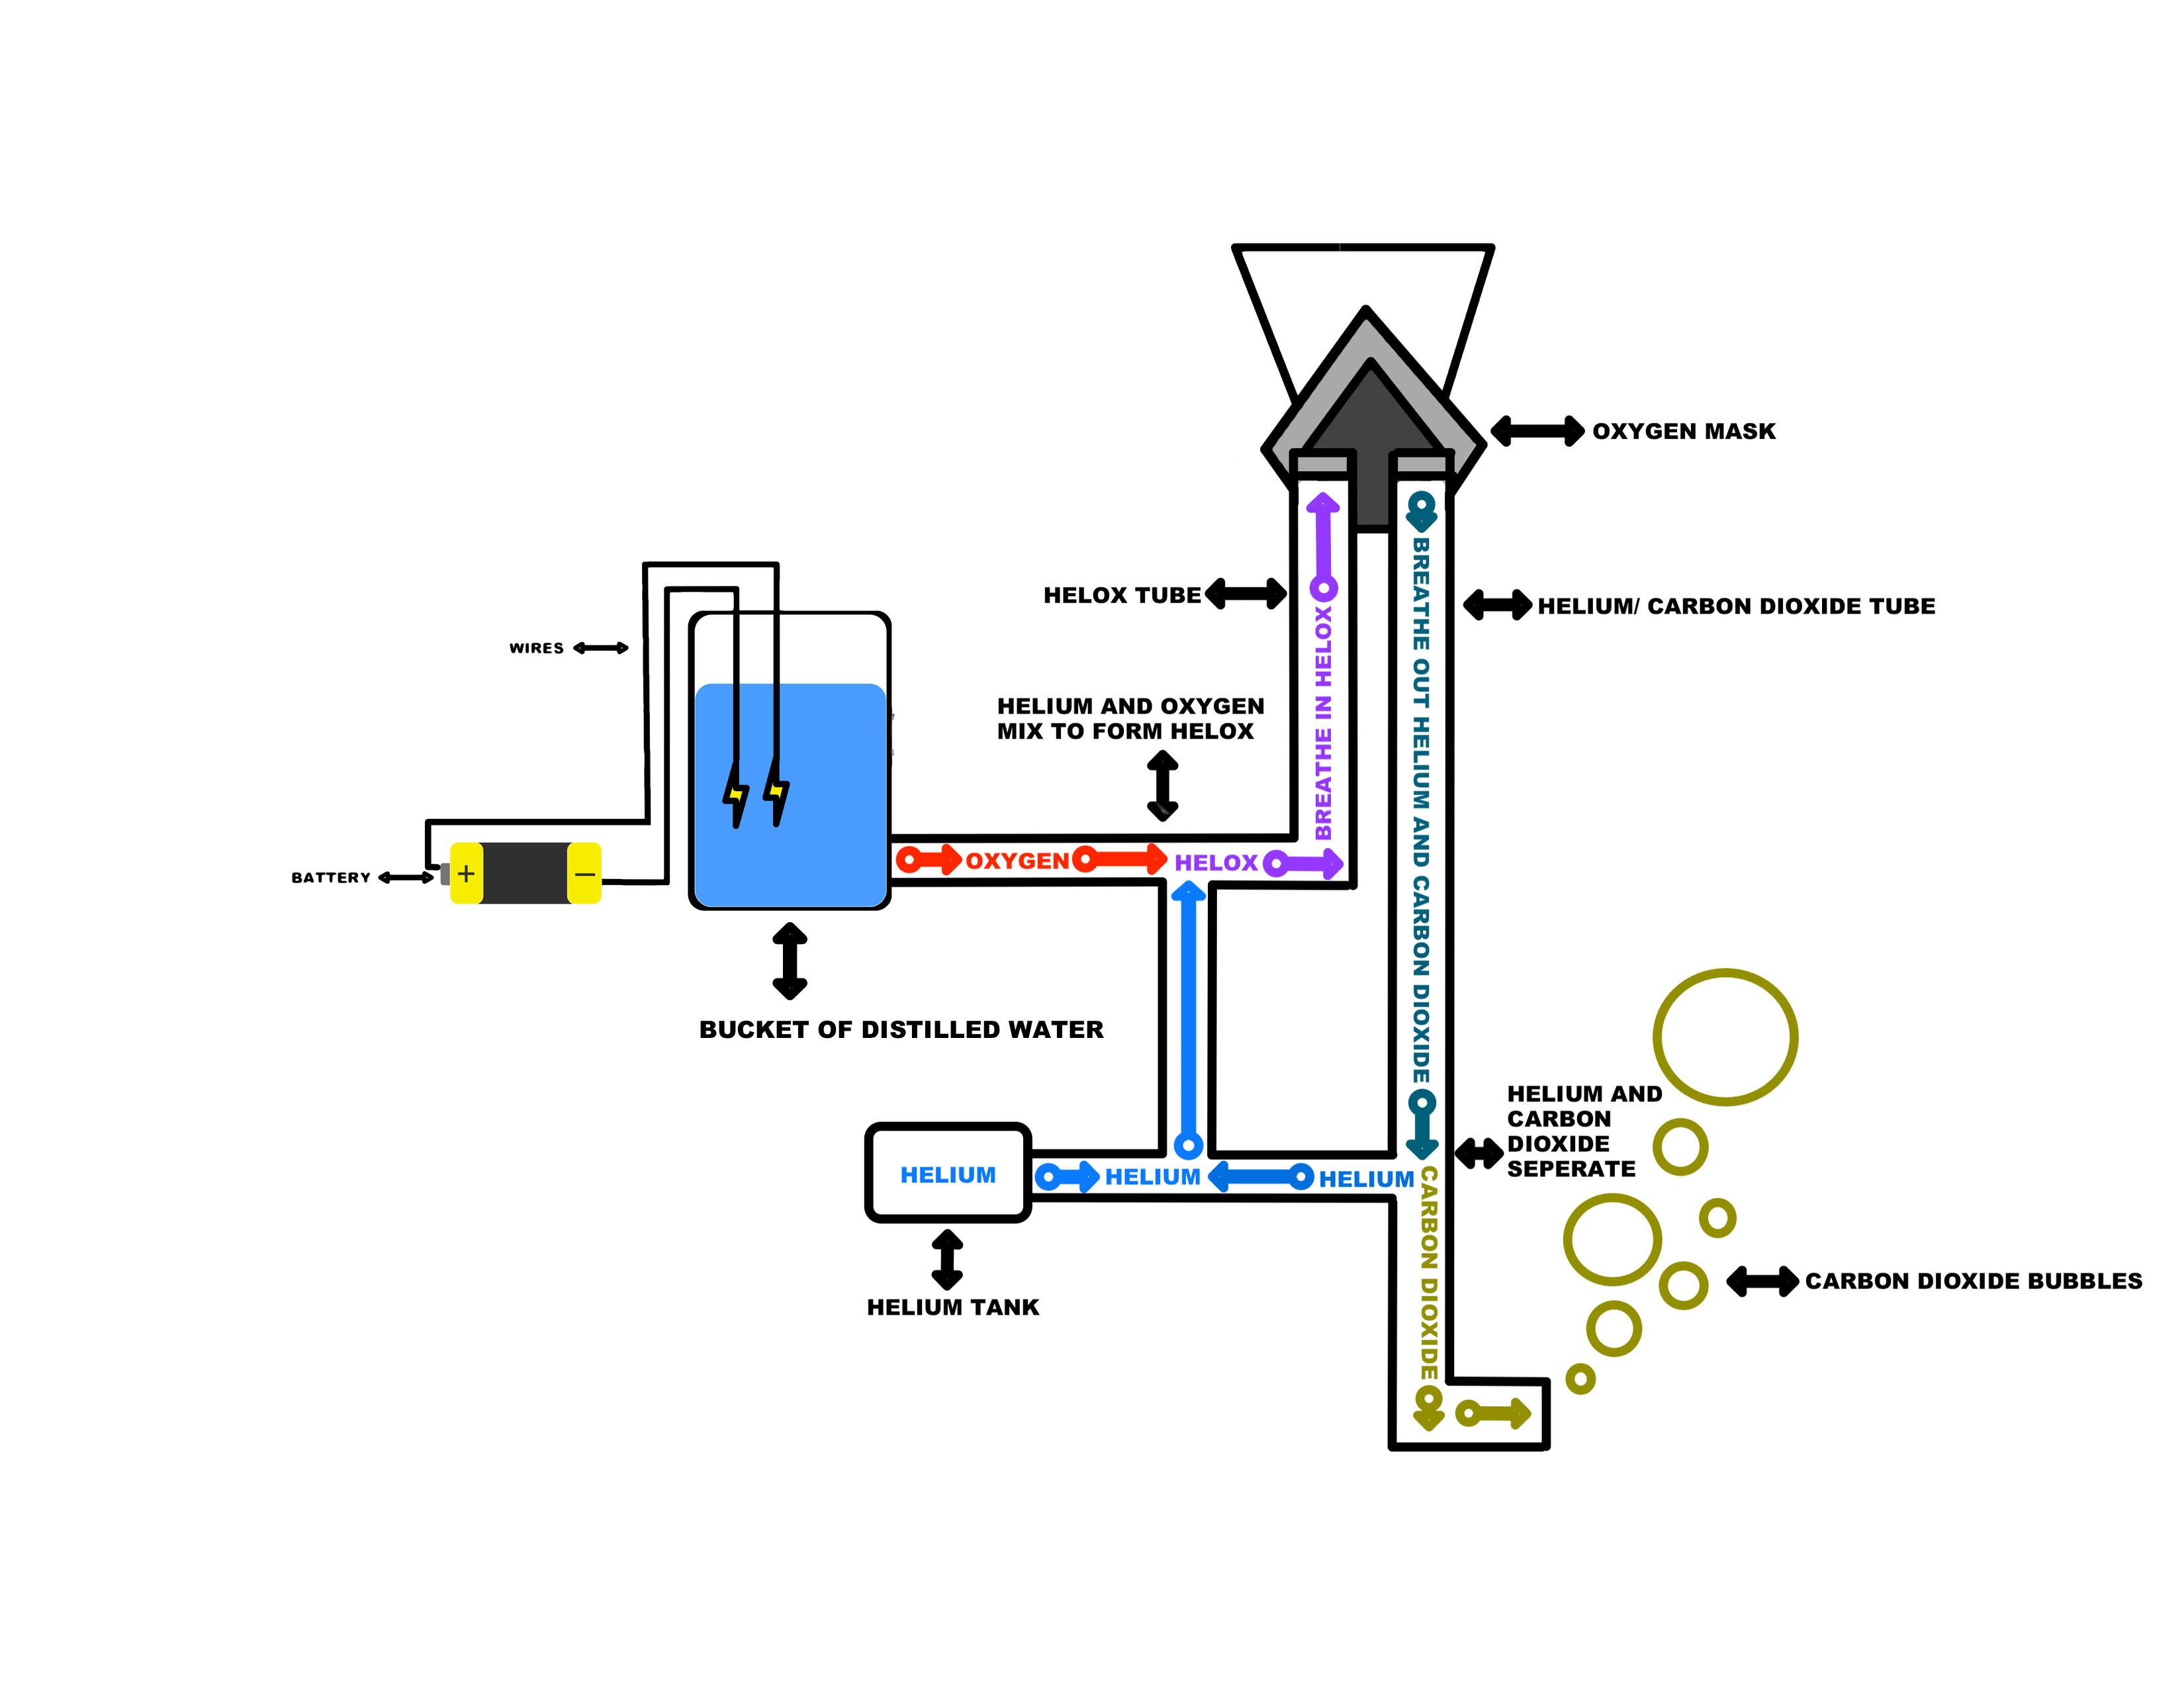 OXYGEN MASK
HELOX TUBE
HELIUM/ CARBON DIOXIDE TUBE
WIRES
BREATHE IN HELOX
BREATHE OUT HELIUM AND CARBON DIOXIDE
HELIUM AND OXYGEN
MIX TO FORM HELOX
BATTERY
+
−
OXYGEN
HELOX
BUCKET OF DISTILLED WATER
HELIUM AND
CARBON
DIOXIDE
SEPERATE
HELIUM
HELIUM
HELIUM
CARBON DIOXIDE
CARBON DIOXIDE BUBBLES
HELIUM TANK